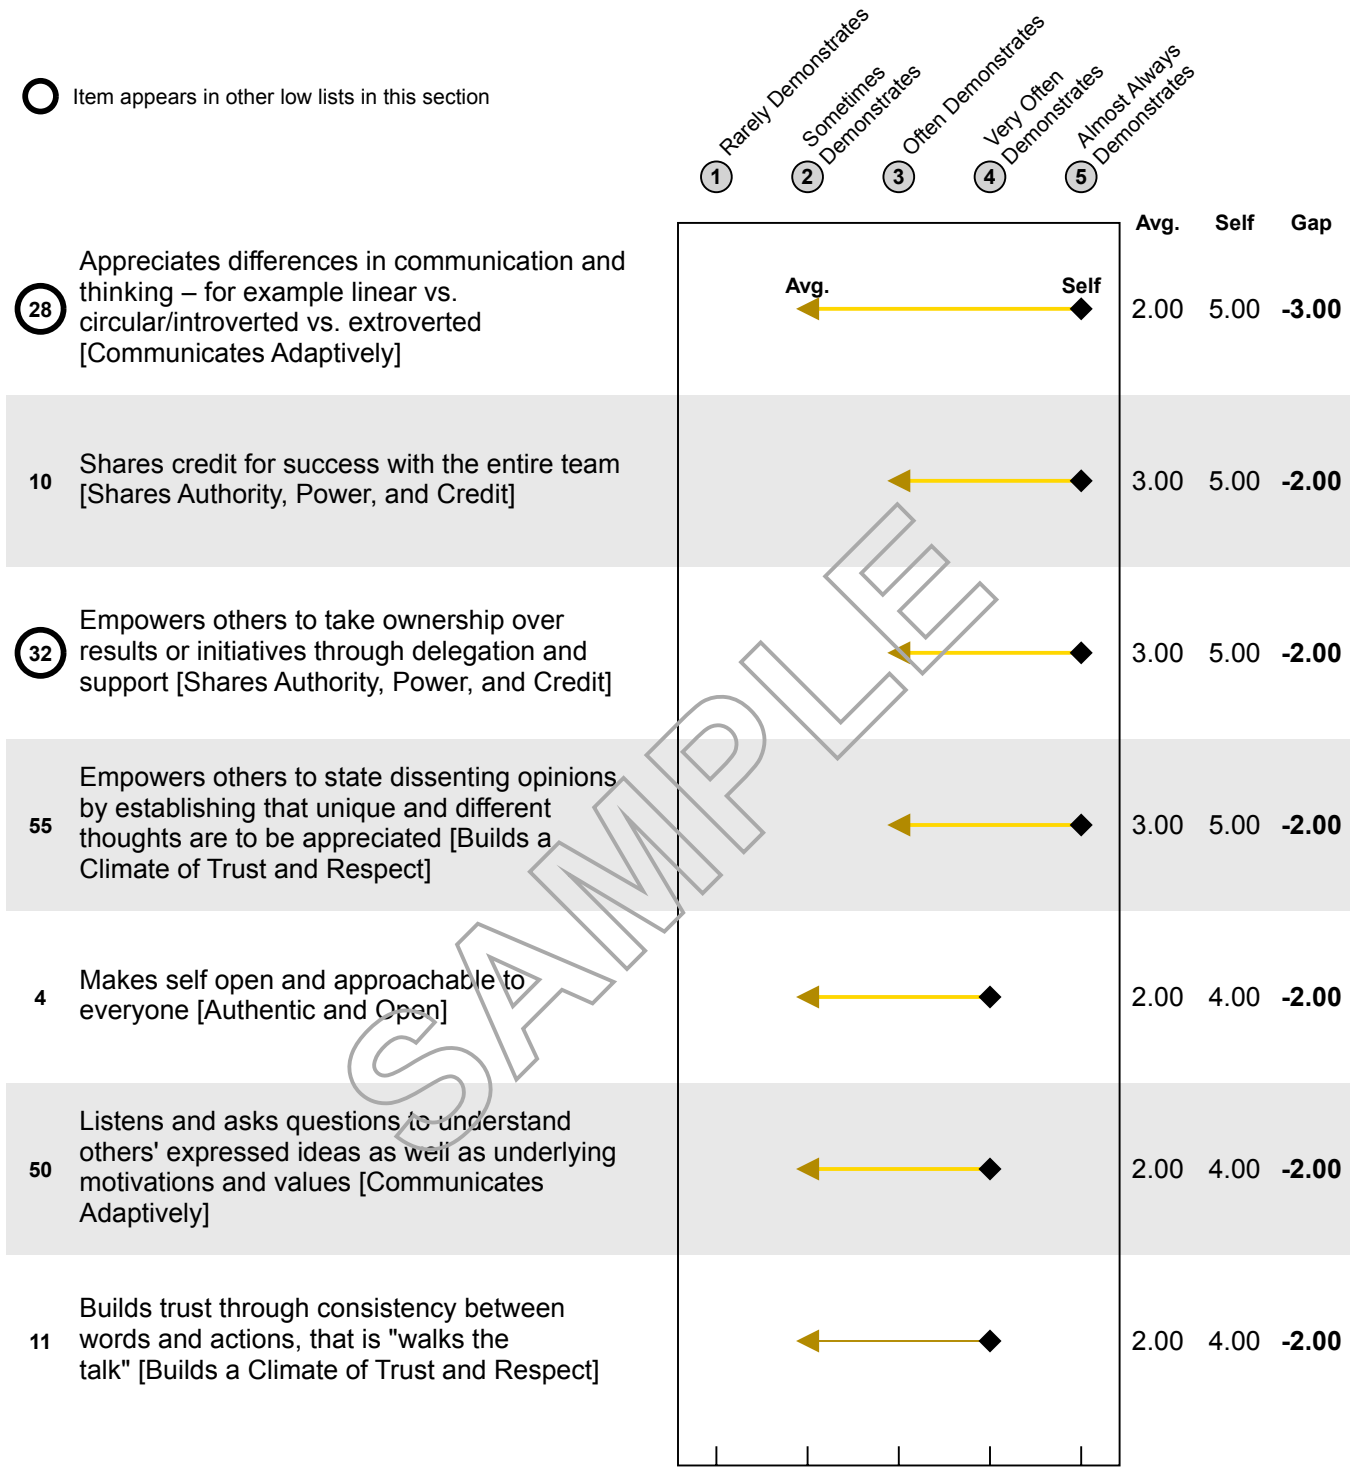 Item appears in other low lists in this section
Rarely Demonstrates
Sometimes
Demonstrates
Often Demonstrates
Very Often
Demonstrates
Almost Always
Demonstrates
1 2 3 4 5
Avg. Self Gap
28
Appreciates differences in communication and
thinking – for example linear vs.
circular/introverted vs. extroverted
[Communicates Adaptively]
Avg. Self
2.00 5.00 -3.00
10
Shares credit for success with the entire team
[Shares Authority, Power, and Credit]
3.00 5.00 -2.00
32
Empowers others to take ownership over
results or initiatives through delegation and
support [Shares Authority, Power, and Credit]
3.00 5.00 -2.00
55
Empowers others to state dissenting opinions
by establishing that unique and different
thoughts are to be appreciated [Builds a
Climate of Trust and Respect]
3.00 5.00 -2.00
4
Makes self open and approachable to
everyone [Authentic and Open]
2.00 4.00 -2.00
50
Listens and asks questions to understand
others' expressed ideas as well as underlying
motivations and values [Communicates
Adaptively]
2.00 4.00 -2.00
11
Builds trust through consistency between
words and actions, that is "walks the
talk" [Builds a Climate of Trust and Respect]
2.00 4.00 -2.00
SAMPLE